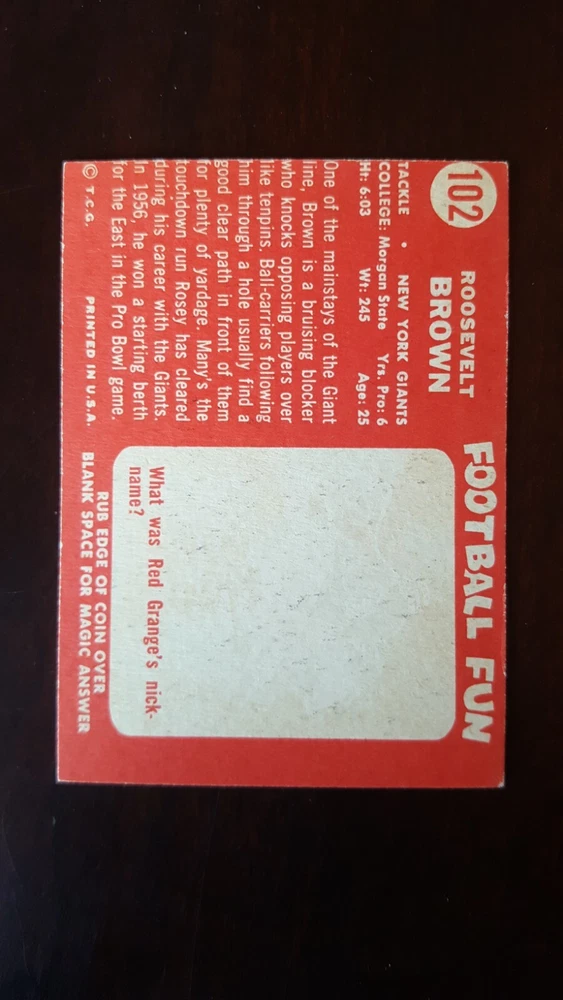 102
ROOSEVELT
BROWN
TACKLE • NEW YORK GIANTS
COLLEGE: Morgan State Yrs. Pro: 6
Ht: 6:03 Wt: 245 Age: 25
One of the mainstays of the Giant
line, Brown is a bruising blocker
who knocks opposing players over
like tenpins. Ball-carriers following
him through a hole usually find a
good clear path in front of them
for plenty of yardage. Many's the
touchdown run Rosey has cleared
during his career with the Giants.
In 1956, he won a starting berth
for the East in the Pro Bowl game.
© T.C.G. PRINTED IN U.S.A.
FOOTBALL FUN
What was Red Grange's nick-
name?
RUB EDGE OF COIN OVER
BLANK SPACE FOR MAGIC ANSWER